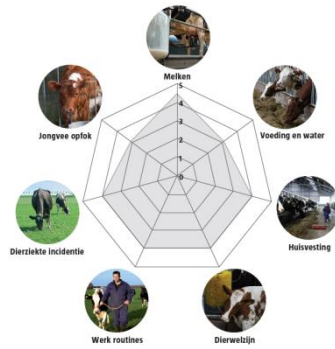 Melken
5
4
3
2
1
0
Jongvee opfok
Voeding en water
Dierziekte incidentie
Huisvesting
Werk routines
Dierwelzijn